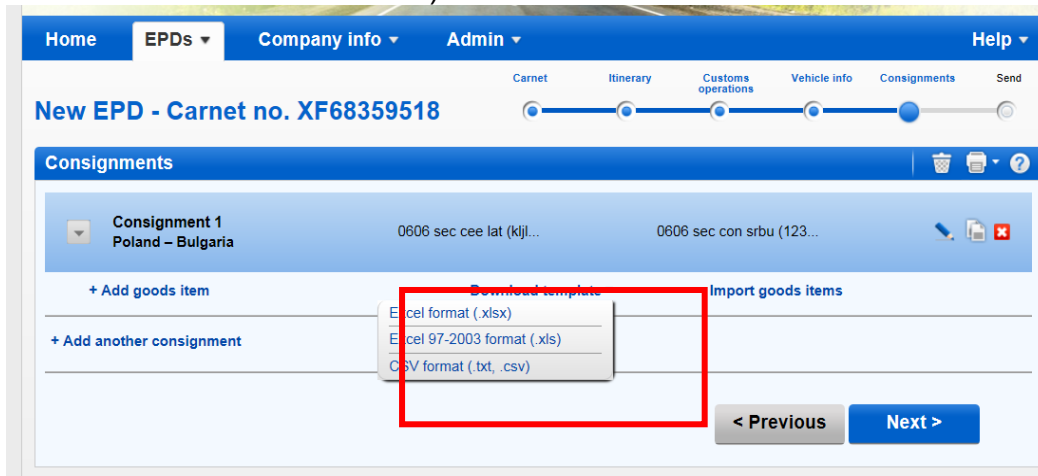 Home EPDs Company info Admin Help
Carnet Itinerary Customs operations Vehicle info Consignments Send
New EPD - Carnet no. XF68359518
Consignments
Consignment 1 0606 sec cee lat (kljl... 0606 sec con srbu (123...
Poland – Bulgaria
+ Add goods item Download template Import goods items
Excel format (.xlsx)
+ Add another consignment Excel 97-2003 format (.xls)
CSV format (.txt, .csv)
< Previous Next >